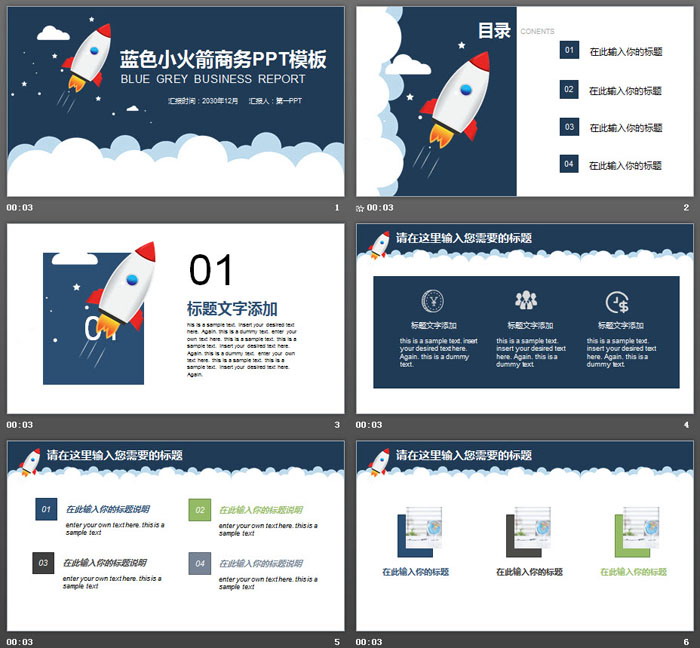 蓝色小火箭商务PPT模板
BLUE GREY BUSINESS REPORT
汇报时间：2030年12月 汇报人：第一PPT
00:03 1
目录 CONENTS
01 在此输入你的标题
02 在此输入你的标题
03 在此输入你的标题
04 在此输入你的标题
00:03 2
01
01
标题文字添加
his is a sample text. insert your desired text
here. Again. this is a dummy text. enter your
own text here. this is a sample text. this is a
sample text. Insert your desired text here.
Again. this is a dummy text. enter your own
text here. this is a sample text. this is a
sample text. Insert your desired text here.
Again.
00:03 3
请在这里输入您需要的标题
标题文字添加
this is a sample text. insert
your desired text here.
Again. this is a dummy
text.
标题文字添加
this is a sample text.
insert your desired text
here. Again. this is a
dummy text.
标题文字添加
this is a sample text.
insert your desired text
here. Again. this is a
dummy text.
00:03 4
请在这里输入您需要的标题
01 在此输入你的标题说明
enter your own text here. this is a
sample text
02 在此输入你的标题说明
enter your own text here. this is a
sample text
03 在此输入你的标题说明
enter your own text here. this is a
sample text
04 在此输入你的标题说明
enter your own text here. this is a
sample text
00:03 5
请在这里输入您需要的标题
在此输入你的标题
在此输入你的标题
在此输入你的标题
00:03 6